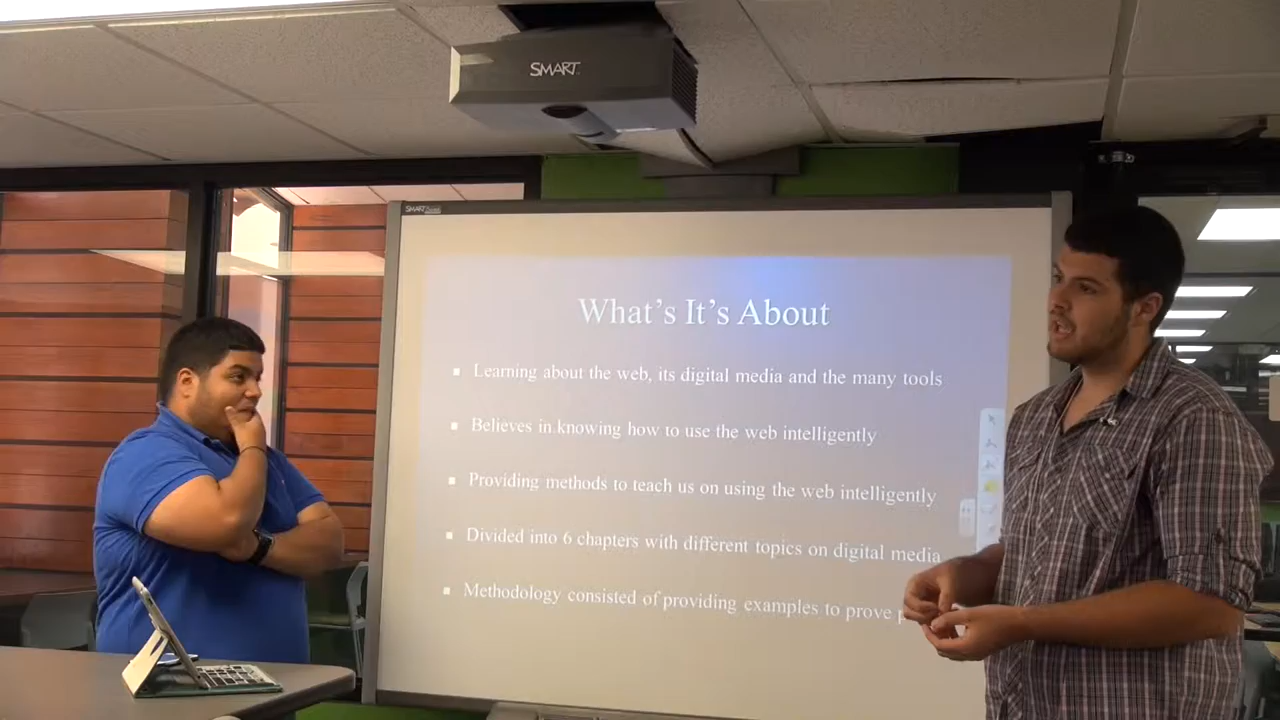 SMART
SMART
What's It's About
Learning about the web, its digital media and the many tools
Believes in knowing how to use the web intelligently
Providing methods to teach us on using the web intelligently
Divided into 6 chapters with different topics on digital media
Methodology consisted of providing examples to prove